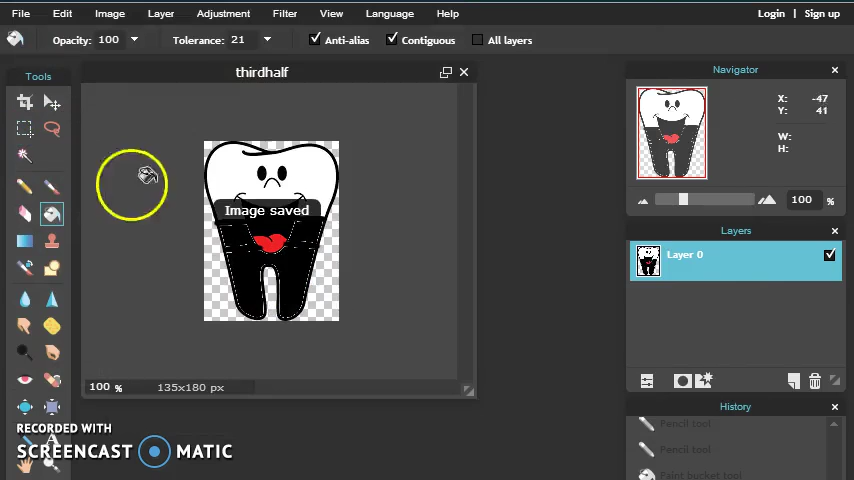 File Edit Image Layer Adjustment Filter View Language Help Login | Sign up
Opacity: 100 Tolerance: 21 Anti-alias Contiguous All layers
Tools
thirdhalf
Navigator
X: -47
Y: 41
W:
H:
100 %
Image saved
Layers
Layer 0
100 % 135x180 px
History
Pencil tool
Pencil tool
Paint bucket tool
A
RECORDED WITH
SCREENCAST MATIC